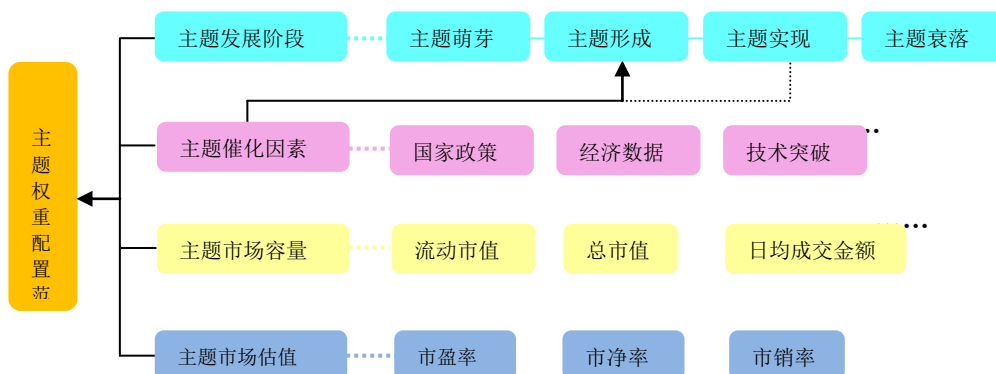 主题权重配置范
主题发展阶段 主题萌芽 主题形成 主题实现 主题衰落
主题催化因素 国家政策 经济数据 技术突破
主题市场容量 流动市值 总市值 日均成交金额
主题市场估值 市盈率 市净率 市销率